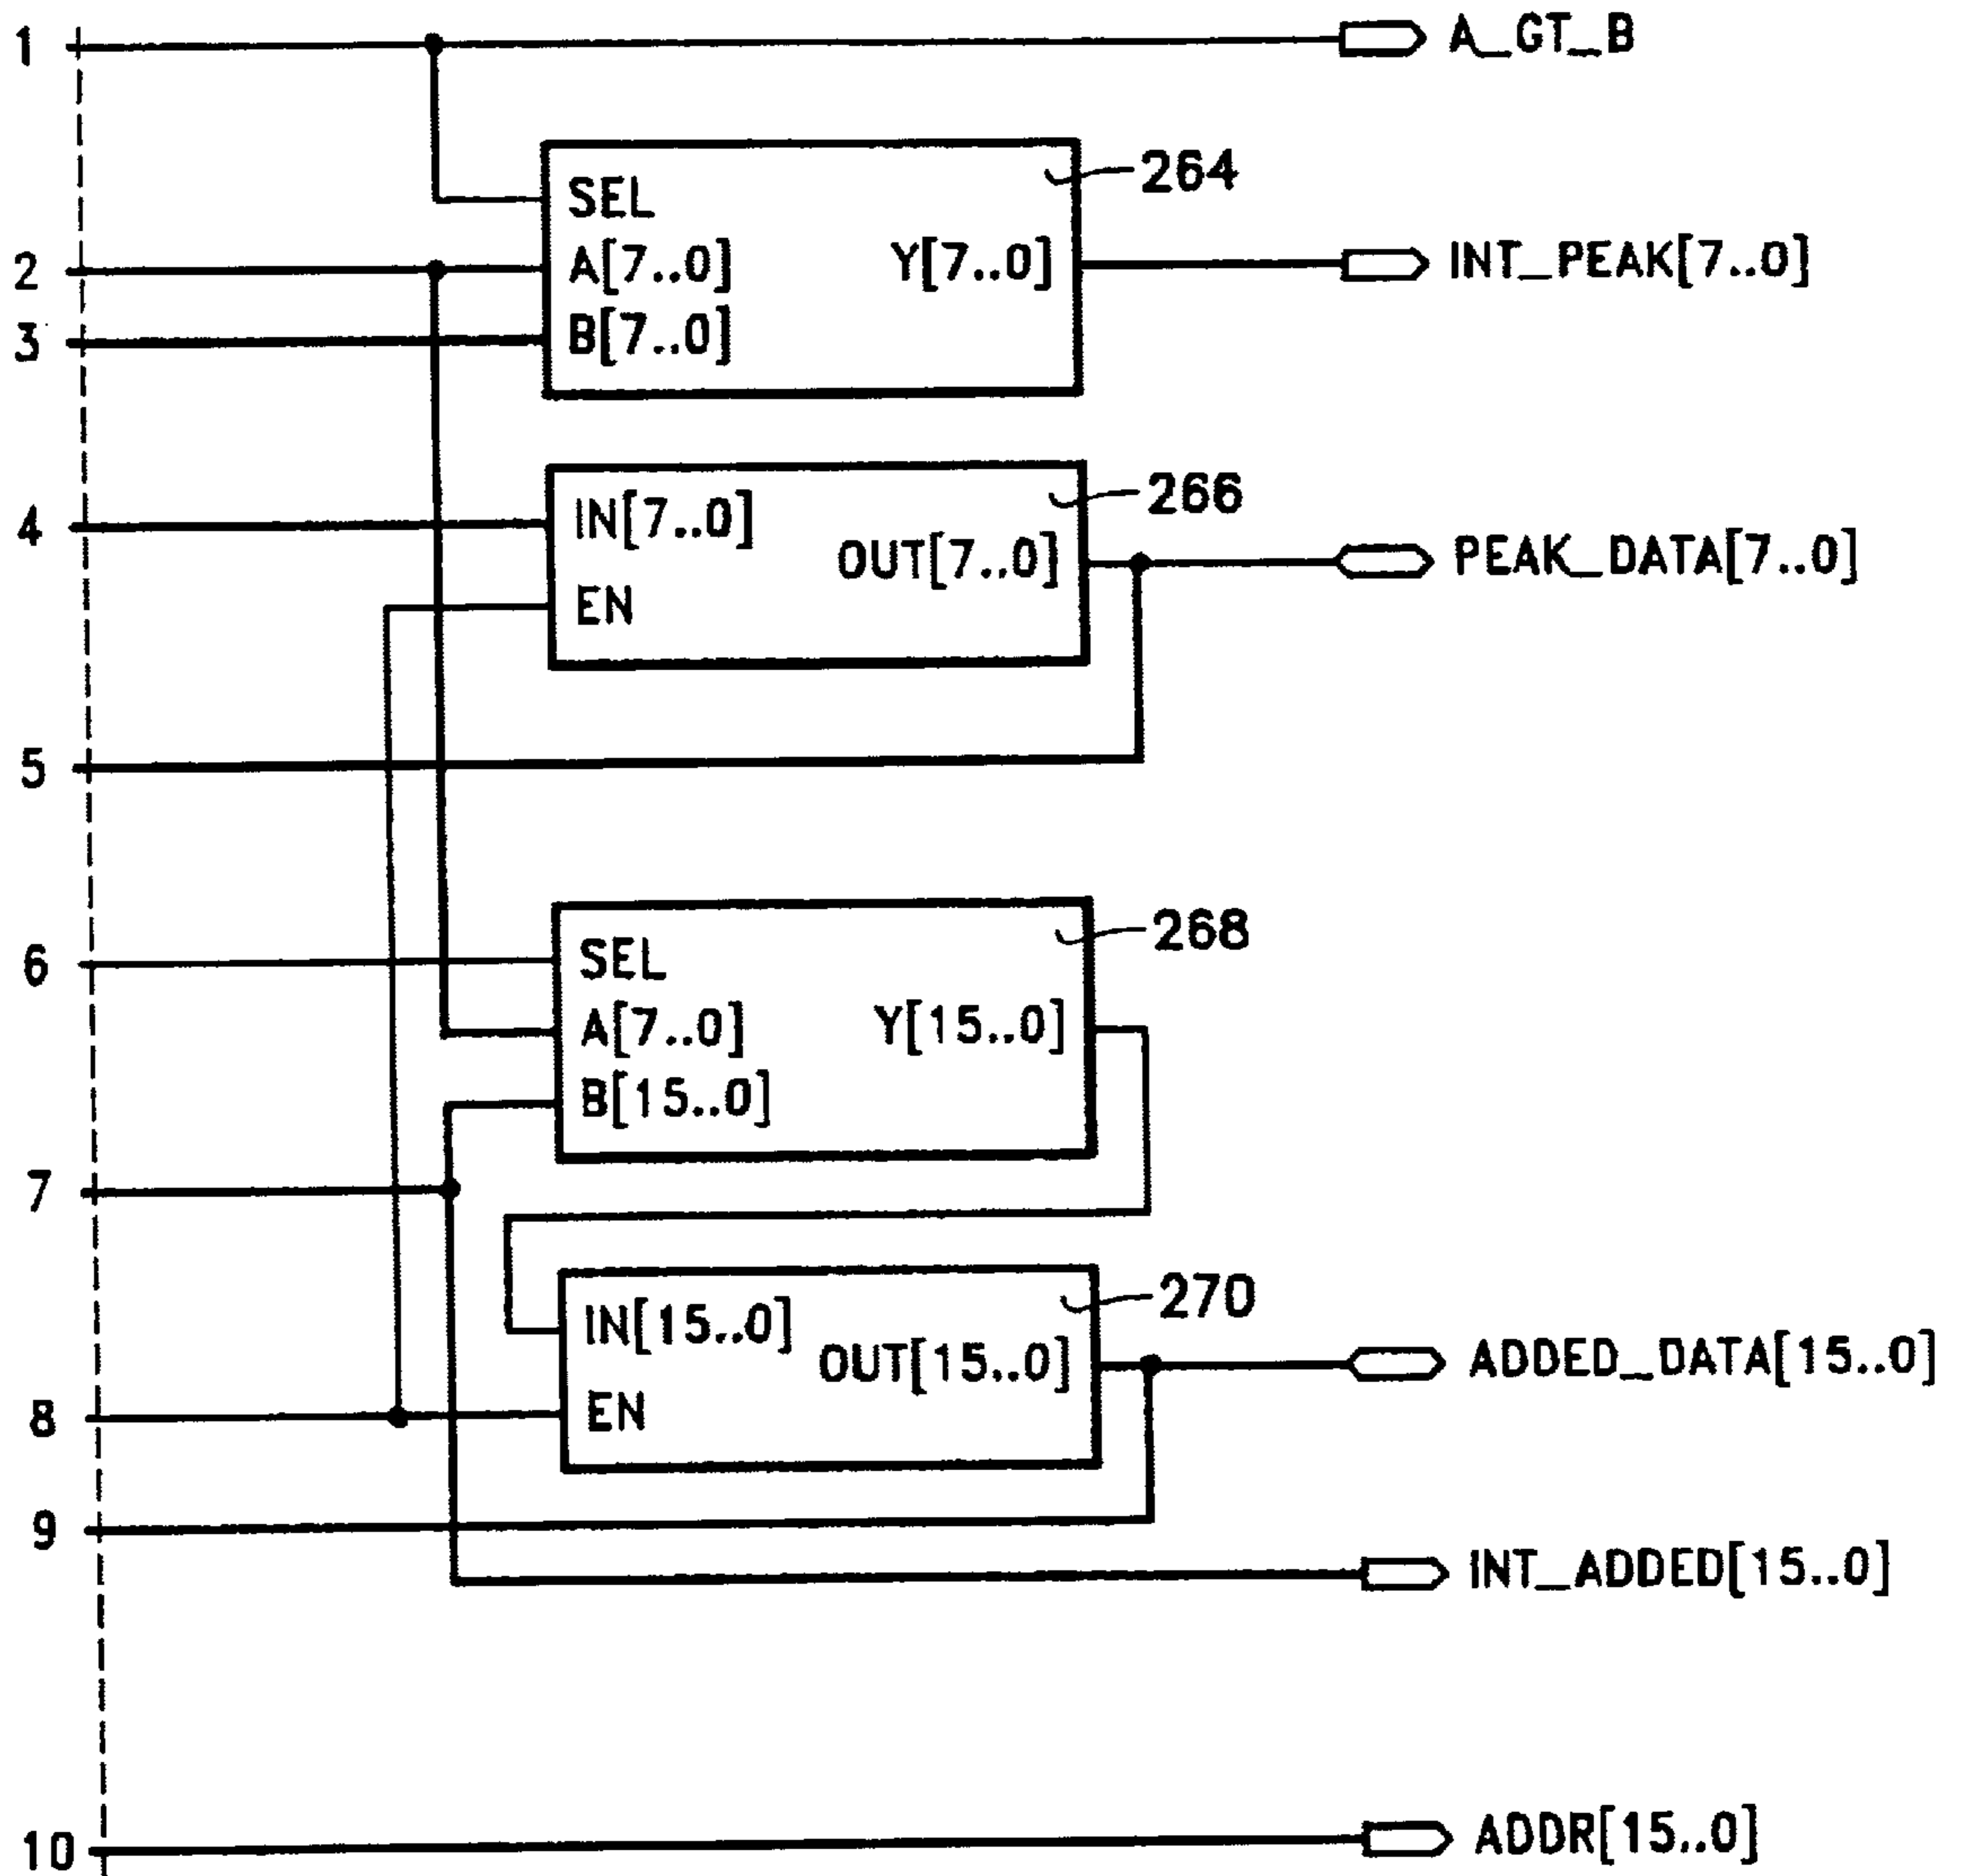 1
A_GT_B
264
SEL
2
A[7..0]
Y[7..0]
INT_PEAK[7..0]
3
B[7..0]
266
4
IN[7..0]
OUT[7..0]
PEAK_DATA[7..0]
EN
5
268
6
SEL
A[7..0]
Y[15..0]
B[15..0]
7
270
IN[15..0]
OUT[15..0]
ADDED_DATA[15..0]
8
EN
9
INT_ADDED[15..0]
10
ADDR[15..0]